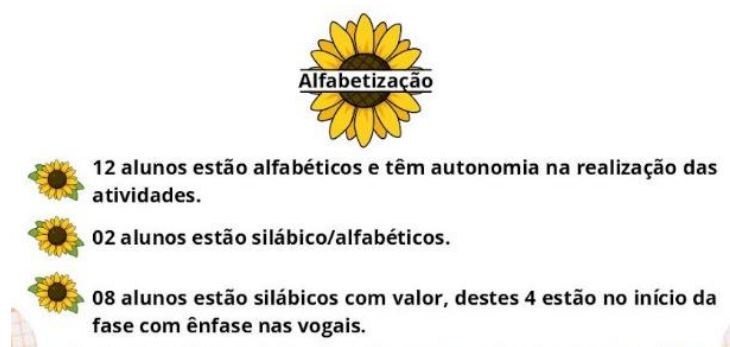 Alfabetização
12 alunos estão alfabéticos e têm autonomia na realização das
atividades.
02 alunos estão silábico/alfabéticos.
08 alunos estão silábicos com valor, destes 4 estão no início da
fase com ênfase nas vogais.